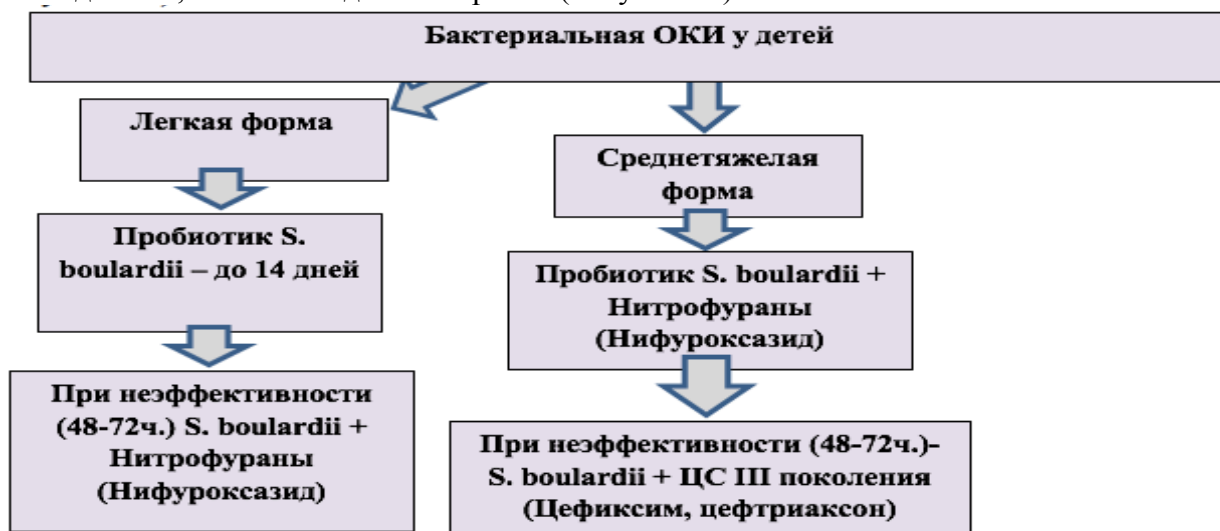 Бактериальная ОКИ у детей
Легкая форма
Среднетяжелая
форма
Пробиотик S.
boulardii – до 14 дней
Пробиотик S. boulardii +
Нитрофураны
(Нифуроксазид)
При неэффективности
(48-72ч.) S. boulardii +
Нитрофураны
(Нифуроксазид)
При неэффективности (48-72ч.)-
S. boulardii + ЦС III поколения
(Цефиксим, цефтриаксон)